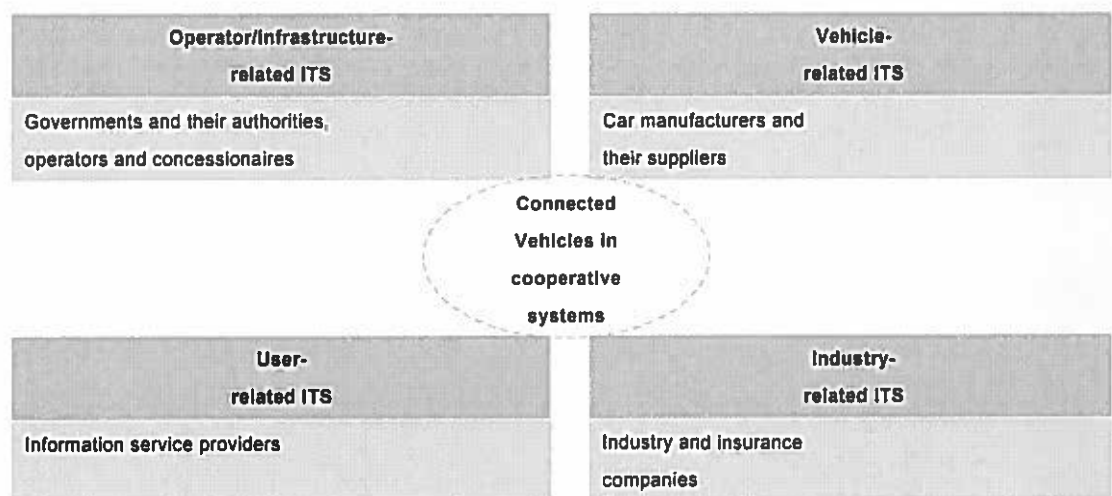 Operator/Infrastructure-
related ITS
Governments and their authorities,
operators and concessionaires
Vehicle-
related ITS
Car manufacturers and
their suppliers
Connected
Vehicles in
cooperative
systems
User-
related ITS
Information service providers
Industry-
related ITS
Industry and insurance
companies